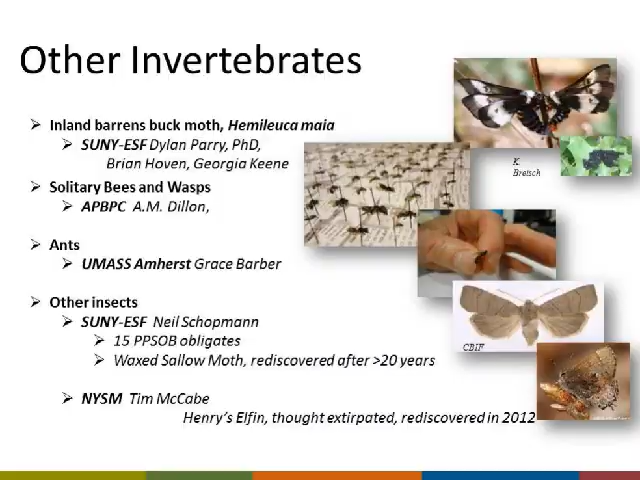 Other Invertebrates
➢ Inland barrens buck moth, Hemileuca maia
➢ SUNY-ESF Dylan Parry, PhD,
Brian Hoven, Georgia Keene
➢ Solitary Bees and Wasps
➢ APBPC A.M. Dillon,
➢ Ants
➢ UMASS Amherst Grace Barber
➢ Other insects
➢ SUNY-ESF Neil Schopmann
➢ 15 PPSOB obligates
➢ Waxed Sallow Moth, rediscovered after >20 years
➢ NYSM Tim McCabe
Henry's Elfin, thought extirpated, rediscovered in 2012
K.
Breisch
CBIF